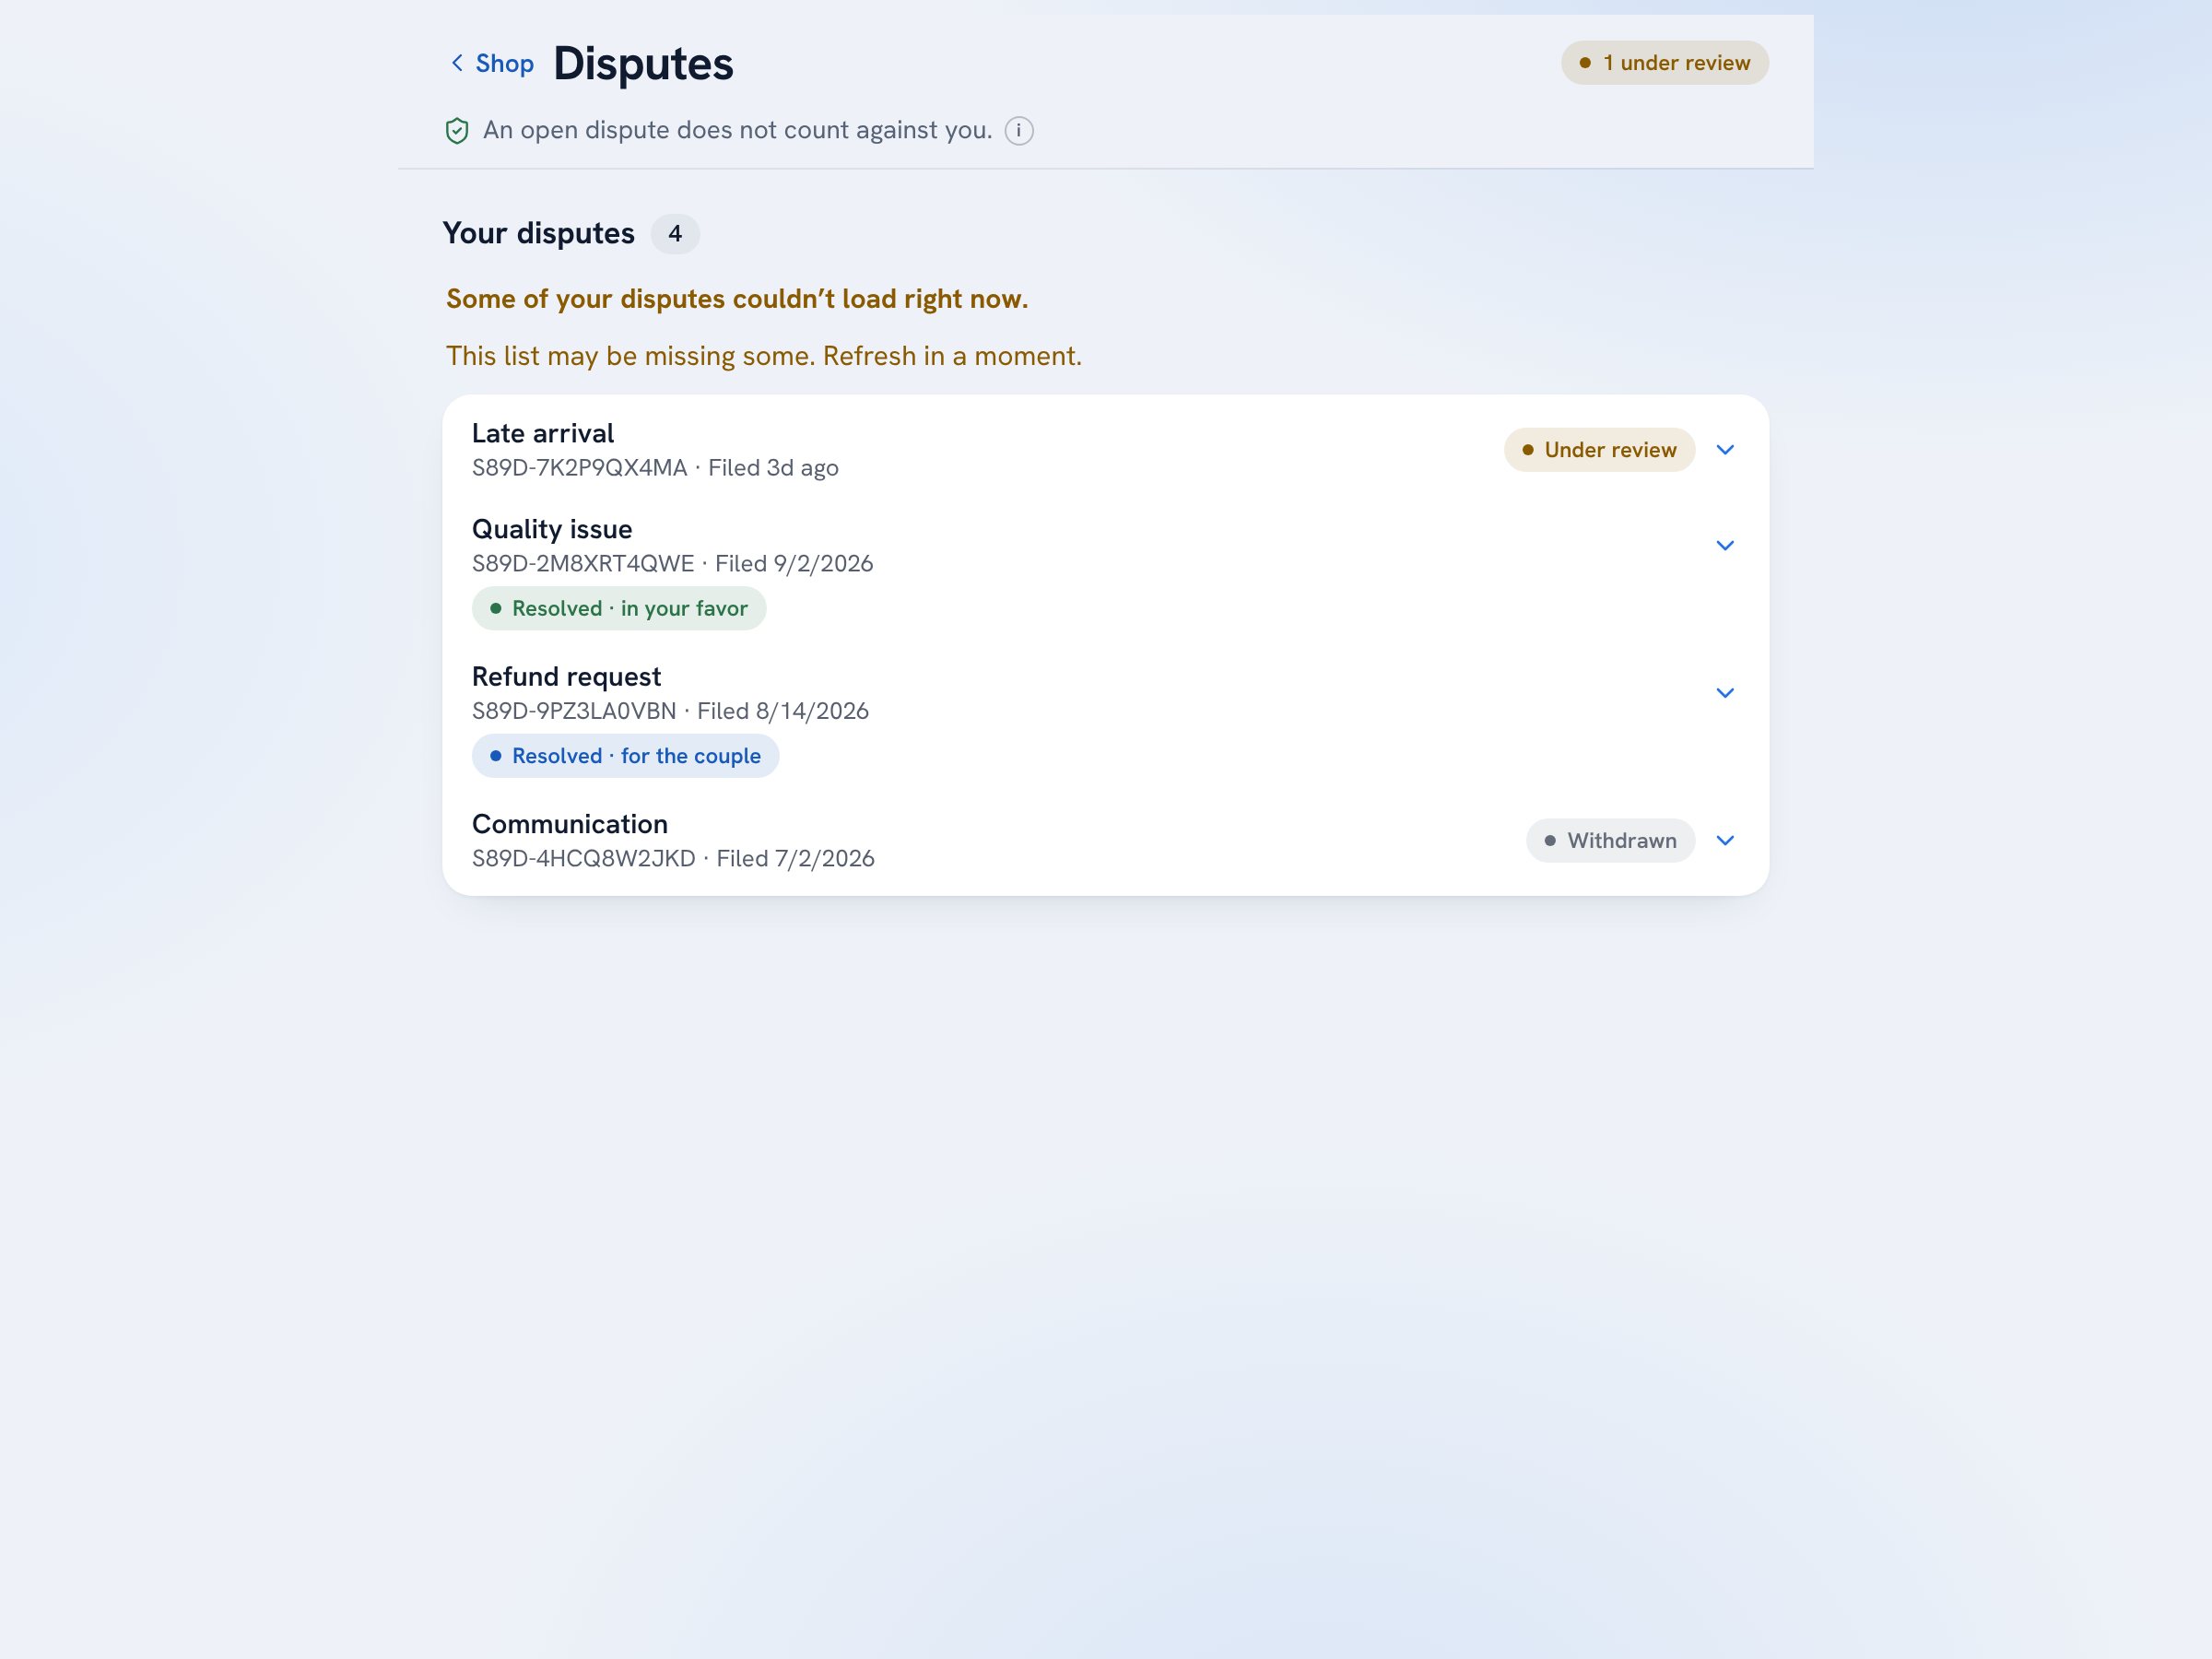 Shop Disputes
1 under review
An open dispute does not count against you.
Your disputes 4
Some of your disputes couldn’t load right now.
This list may be missing some. Refresh in a moment.
Late arrival
S89D-7K2P9QX4MA · Filed 3d ago
Under review
Quality issue
S89D-2M8XRT4QWE · Filed 9/2/2026
Resolved · in your favor
Refund request
S89D-9PZ3LA0VBN · Filed 8/14/2026
Resolved · for the couple
Communication
S89D-4HCQ8W2JKD · Filed 7/2/2026
Withdrawn